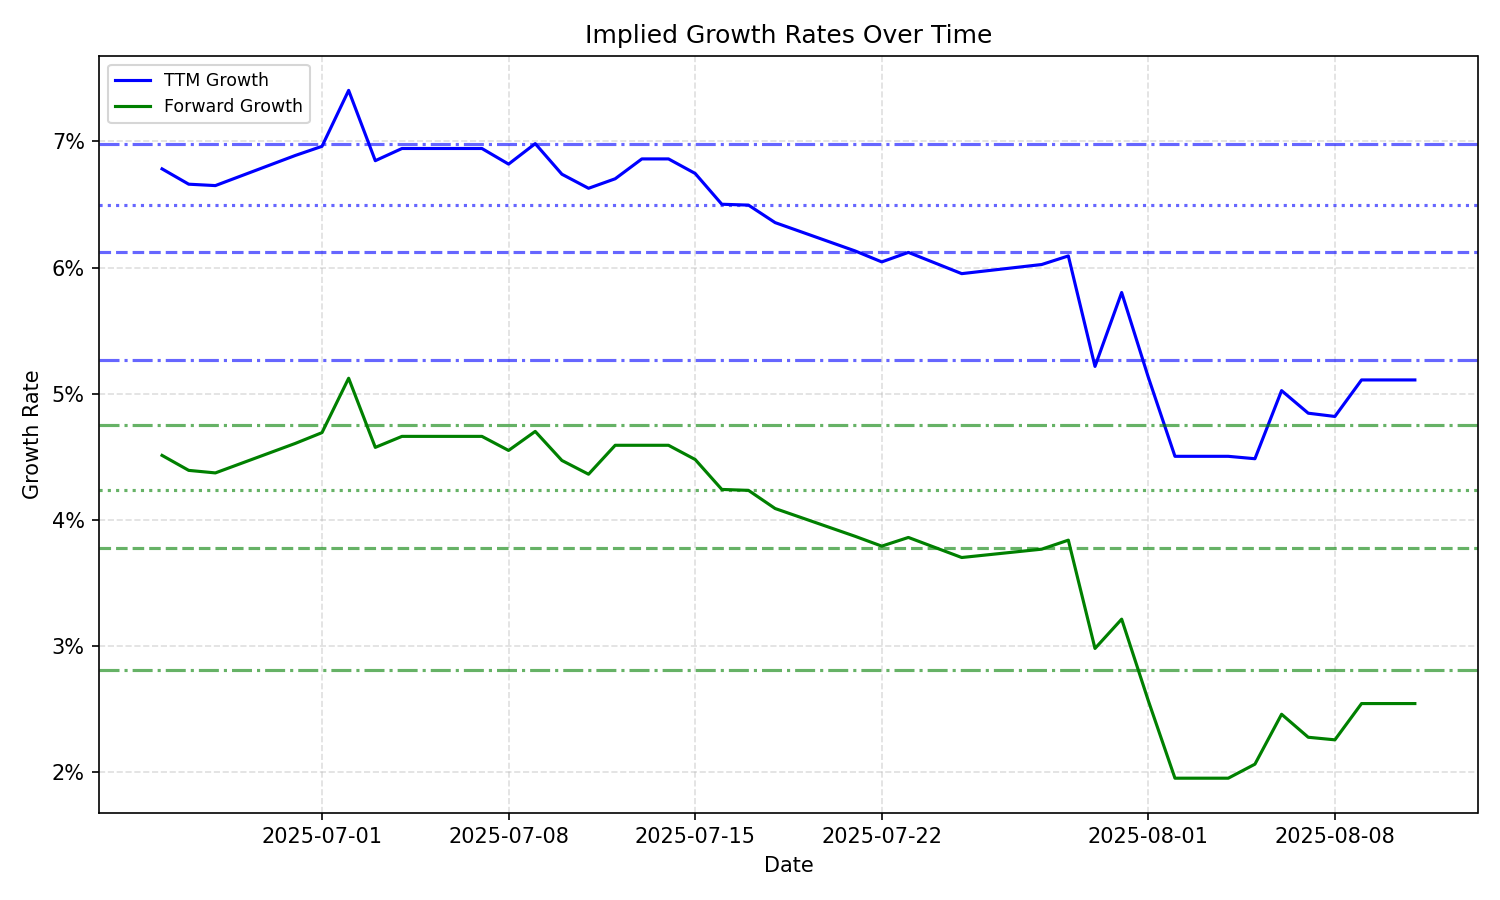 Implied Growth Rates Over Time
TTM Growth
Forward Growth
7%
6%
5%
4%
3%
2%
Growth Rate
2025-07-01 2025-07-08 2025-07-15 2025-07-22 2025-08-01 2025-08-08
Date